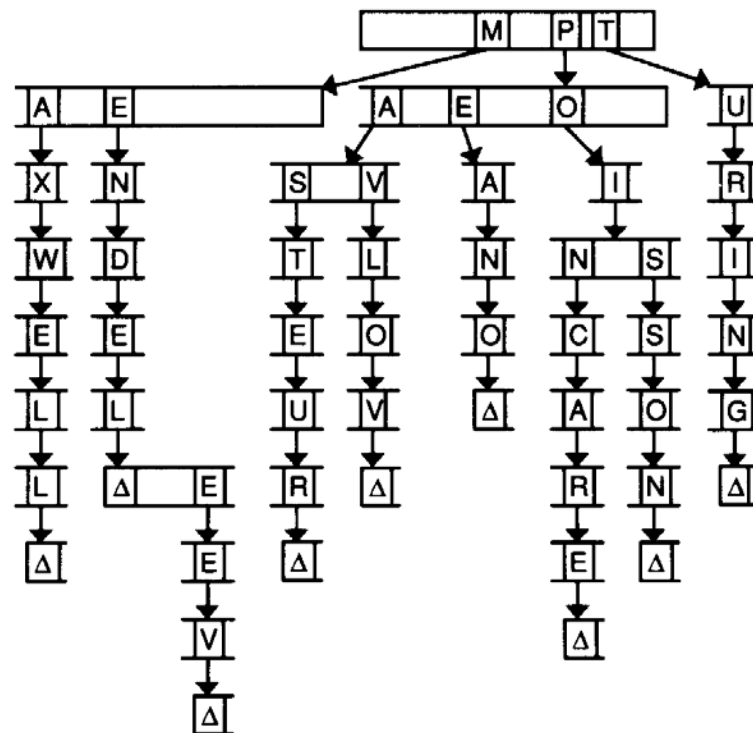 M P T
A E A E O U
X N S V A I R
W D T L N N S I
E E E O O C S N
L L U V Δ A O G
L Δ E R Δ R N Δ
Δ E Δ E Δ
V Δ
Δ